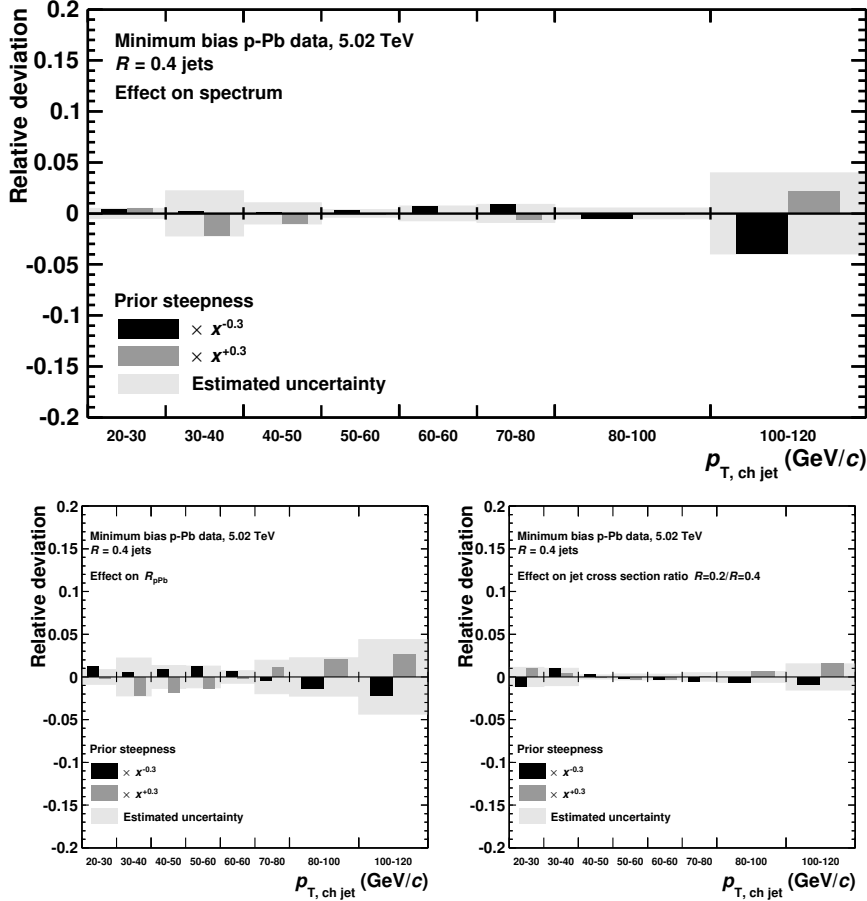 Relative deviation
0.2
0.15
0.1
0.05
0
-0.05
-0.1
-0.15
-0.2
Minimum bias p-Pb data, 5.02 TeV
R = 0.4 jets
Effect on spectrum
Prior steepness
× x^-0.3
× x^+0.3
Estimated uncertainty
20-30 30-40 40-50 50-60 60-60 70-80 80-100 100-120
p_T, ch jet (GeV/c)
Relative deviation
0.2
0.15
0.1
0.05
0
-0.05
-0.1
-0.15
-0.2
Minimum bias p-Pb data, 5.02 TeV
R = 0.4 jets
Effect on R_pPb
Prior steepness
× x^-0.3
× x^+0.3
Estimated uncertainty
20-30 30-40 40-50 50-60 60-60 70-80 80-100 100-120
p_T, ch jet (GeV/c)
Relative deviation
0.2
0.15
0.1
0.05
0
-0.05
-0.1
-0.15
-0.2
Minimum bias p-Pb data, 5.02 TeV
R = 0.4 jets
Effect on jet cross section ratio R=0.2/R=0.4
Prior steepness
× x^-0.3
× x^+0.3
Estimated uncertainty
20-30 30-40 40-50 50-60 60-60 70-80 80-100 100-120
p_T, ch jet (GeV/c)